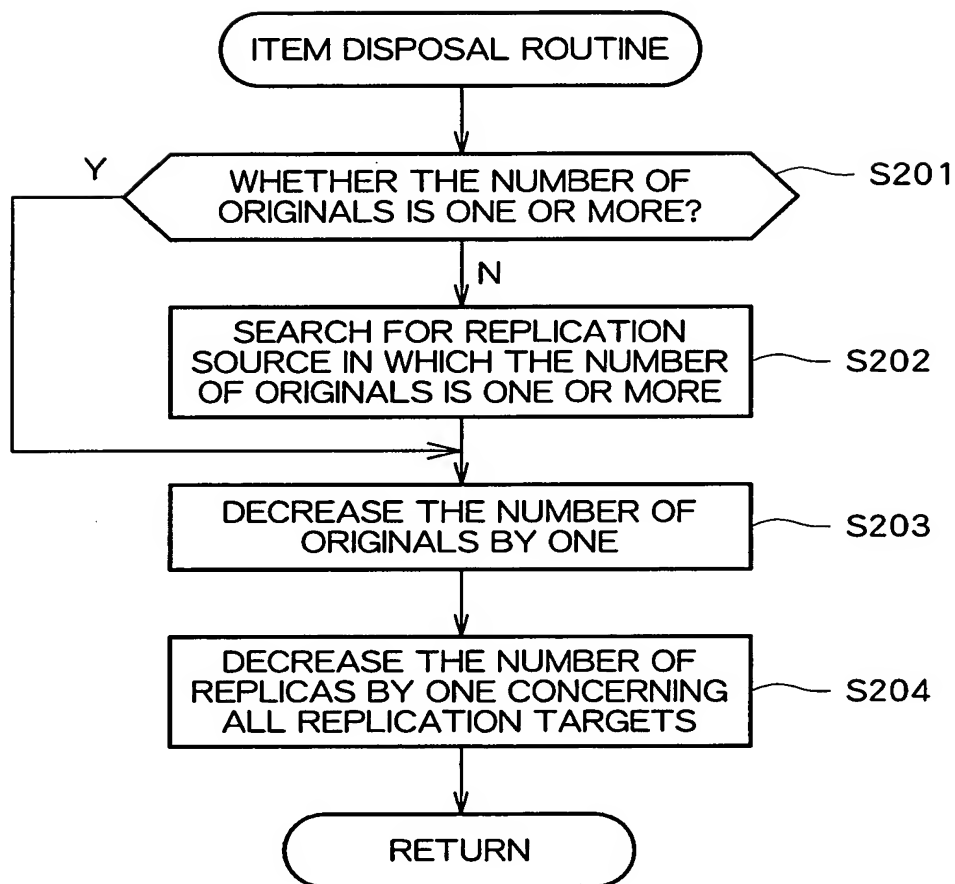 ITEM DISPOSAL ROUTINE
Y
WHETHER THE NUMBER OF
ORIGINALS IS ONE OR MORE?
S201
N
SEARCH FOR REPLICATION
SOURCE IN WHICH THE NUMBER
OF ORIGINALS IS ONE OR MORE
S202
DECREASE THE NUMBER OF
ORIGINALS BY ONE
S203
DECREASE THE NUMBER OF
REPLICAS BY ONE CONCERNING
ALL REPLICATION TARGETS
S204
RETURN